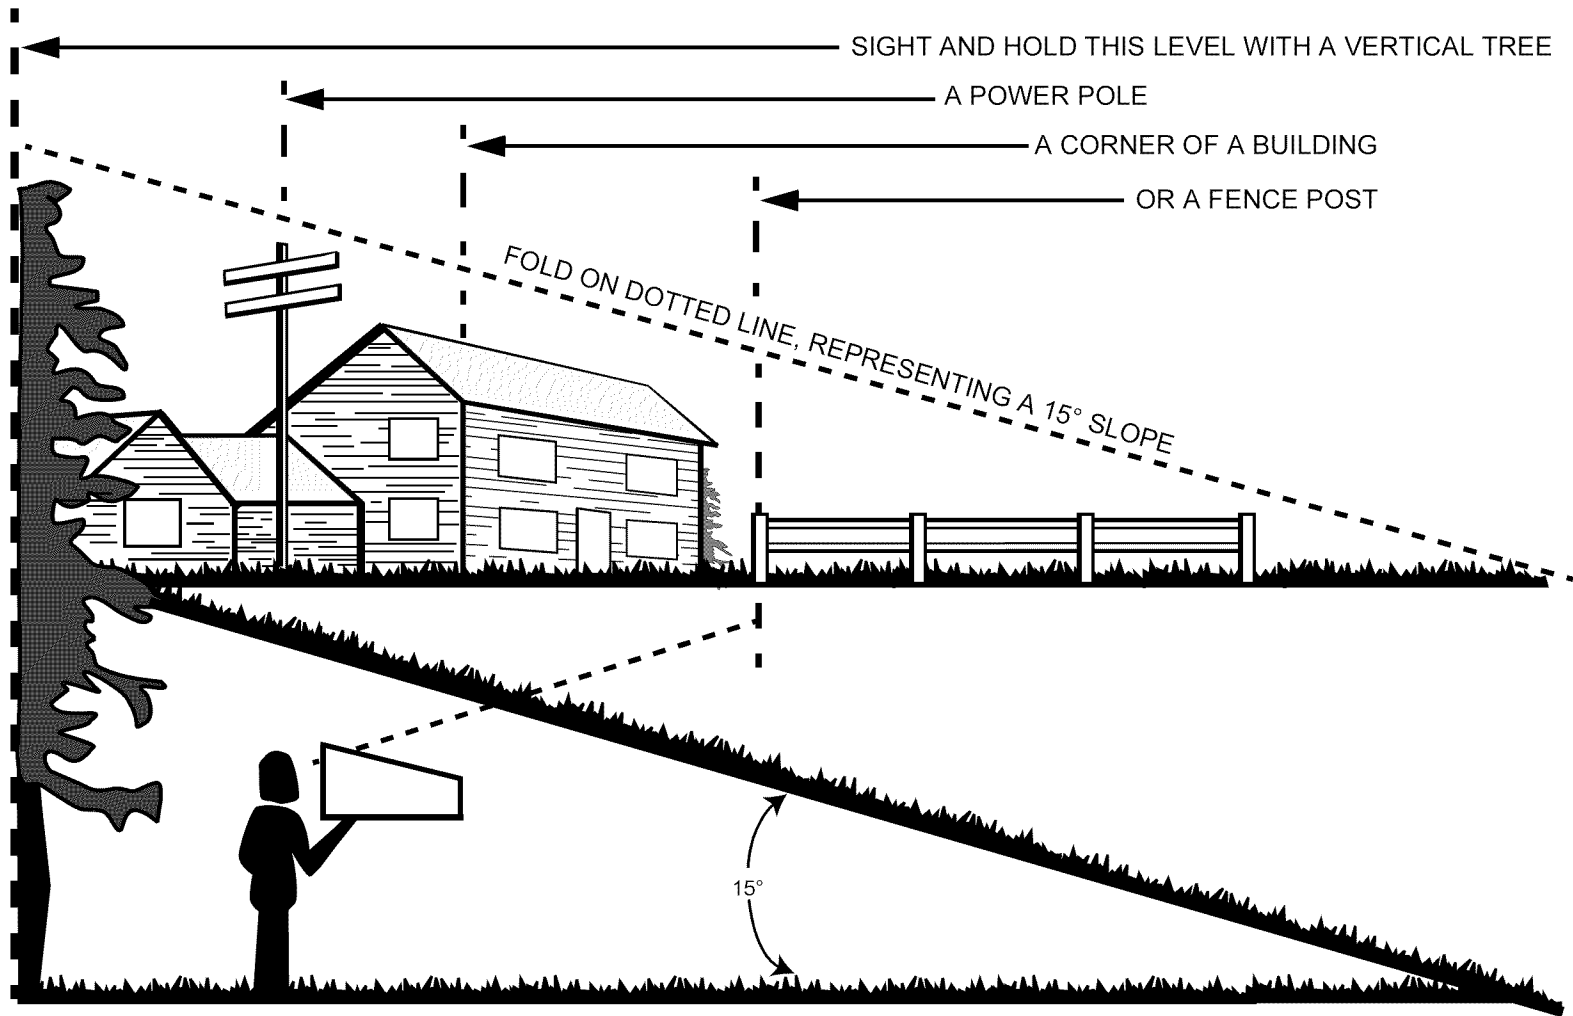 SIGHT AND HOLD THIS LEVEL WITH A VERTICAL TREE
A POWER POLE
A CORNER OF A BUILDING
OR A FENCE POST
FOLD ON DOTTED LINE, REPRESENTING A 15° SLOPE
15°